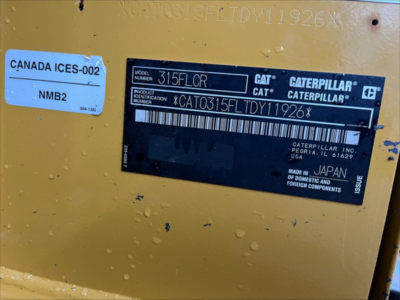 *CAT0315FLTDY11926*
CANADA ICES-002
NMB2
MODEL NUMBER 315FLCR
CAT® CATERPILLAR®
CAT® CATERPILLAR®
PRODUCT IDENTIFICATION NUMBER *CAT0315FLTDY11926*
CATERPILLAR INC.
PEORIA, IL 61629
USA
MADE IN JAPAN
OF DOMESTIC AND
FOREIGN COMPONENTS
ISSUE